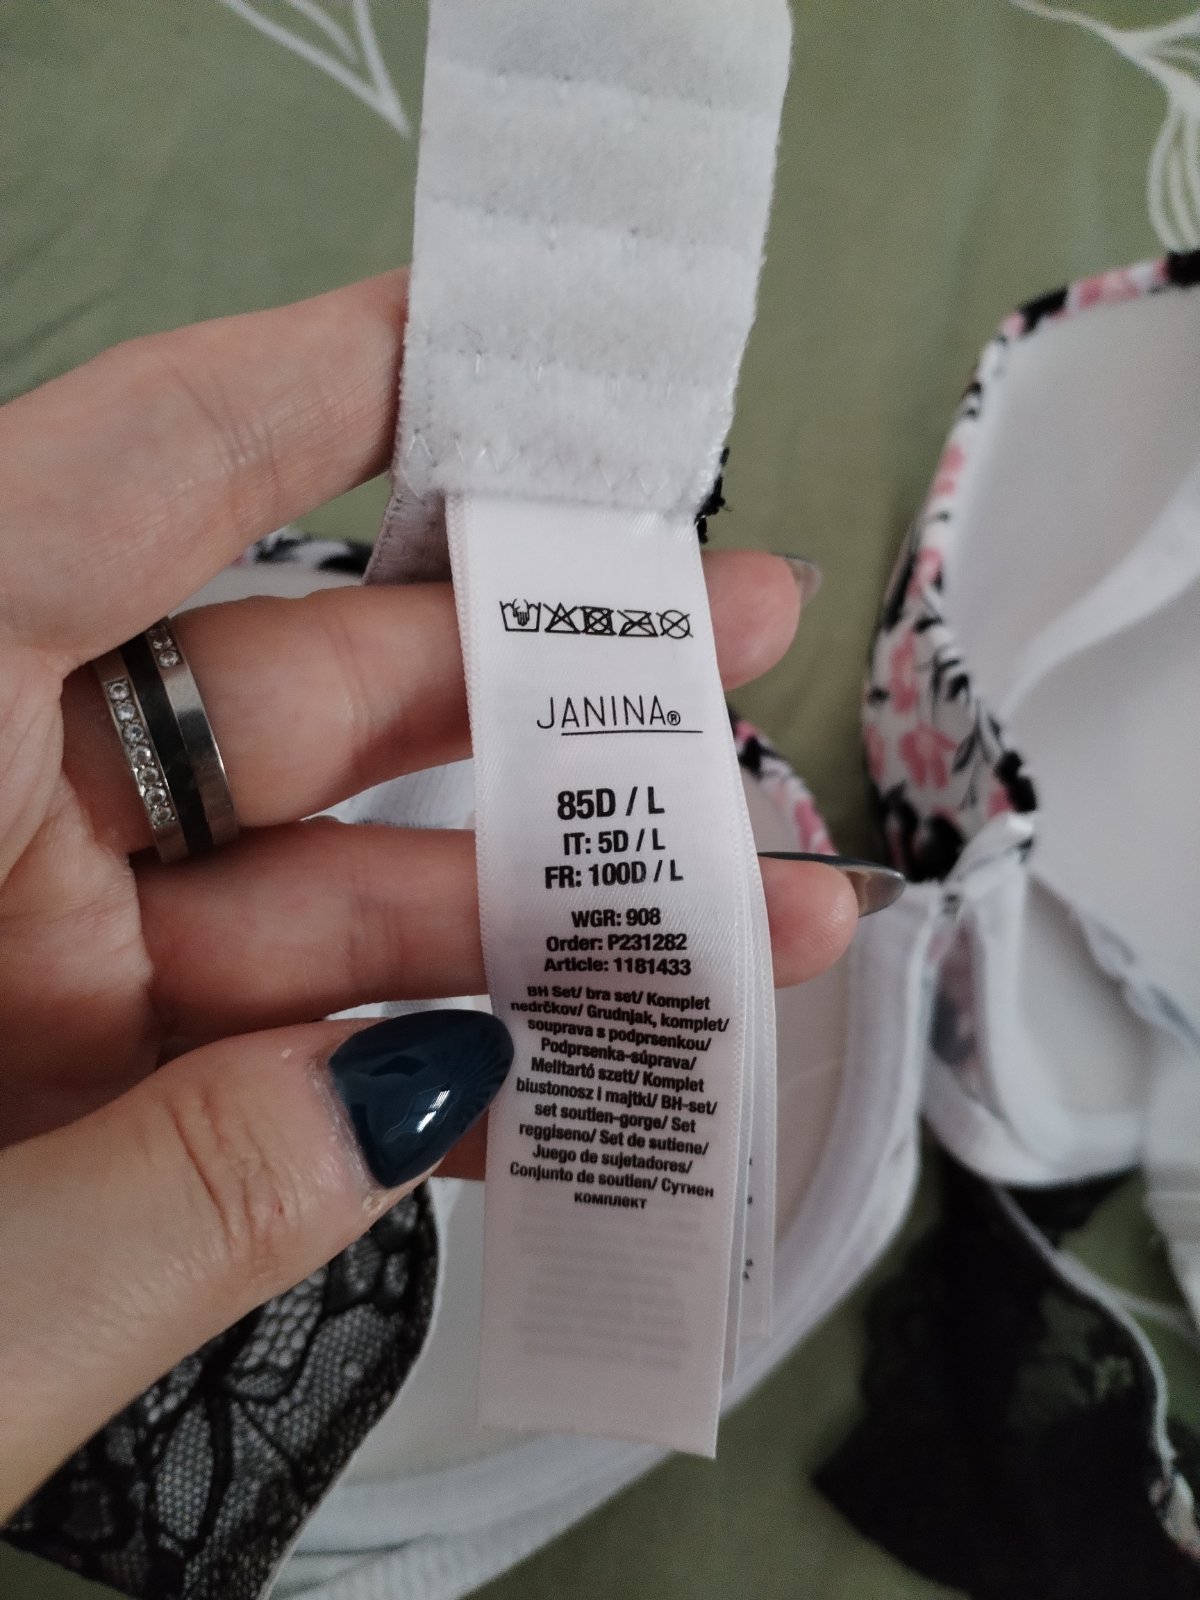 JANINA®
85D / L
IT: 5D / L
FR: 100D / L
WGR: 908
Order: P231282
Article: 1181433
BH Set/ bra set/ Komplet
nedrčkov/ Grudnjak, komplet/
souprava s podprsenkou/
Podprsenka-súprava/
Melltartó szett/ Komplet
biustonosz i majtki/ BH-set/
set soutien-gorge/ Set
reggiseno/ Set de sutiene/
Juego de sujetadores/
Conjunto de soutien/ Сутиен
комплект